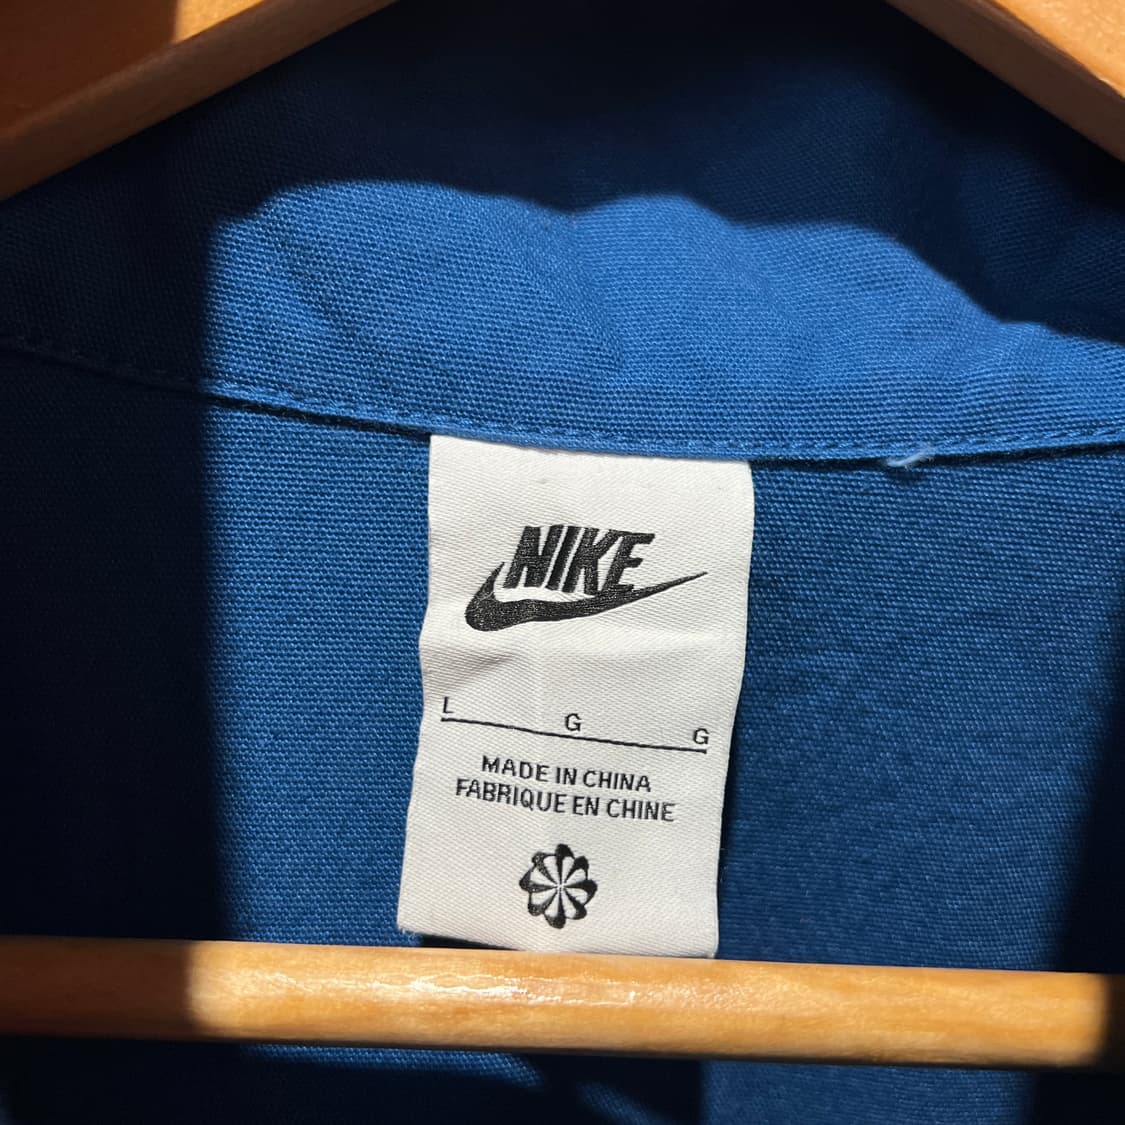 NIKE
L G G
MADE IN CHINA
FABRIQUE EN CHINE